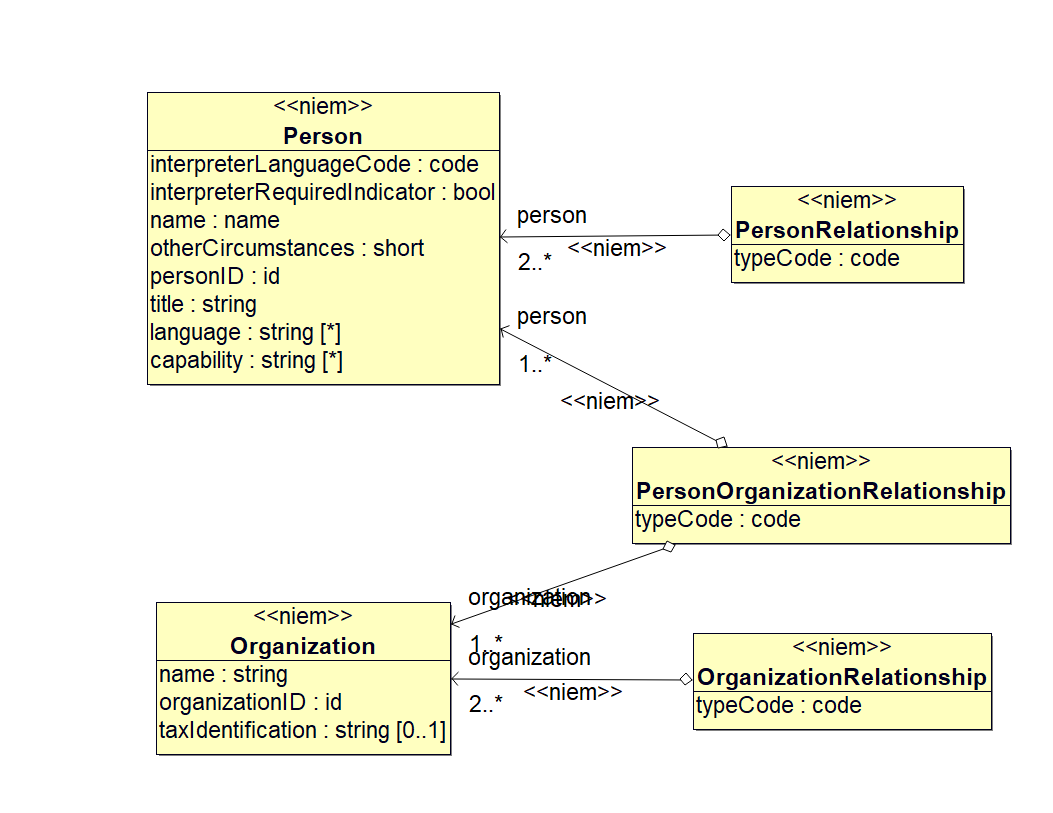 <<niem>>
Person
interpreterLanguageCode : code
interpreterRequiredIndicator : bool
name : name
otherCircumstances : short
personID : id
title : string
language : string [*]
capability : string [*]
<<niem>>
PersonRelationship
typeCode : code
person
<<niem>>
2..*
person
1..*
<<niem>>
<<niem>>
PersonOrganizationRelationship
typeCode : code
organization
<<niem>>
1..*
<<niem>>
Organization
name : string
organizationID : id
taxIdentification : string [0..1]
organization
<<niem>>
2..*
<<niem>>
OrganizationRelationship
typeCode : code